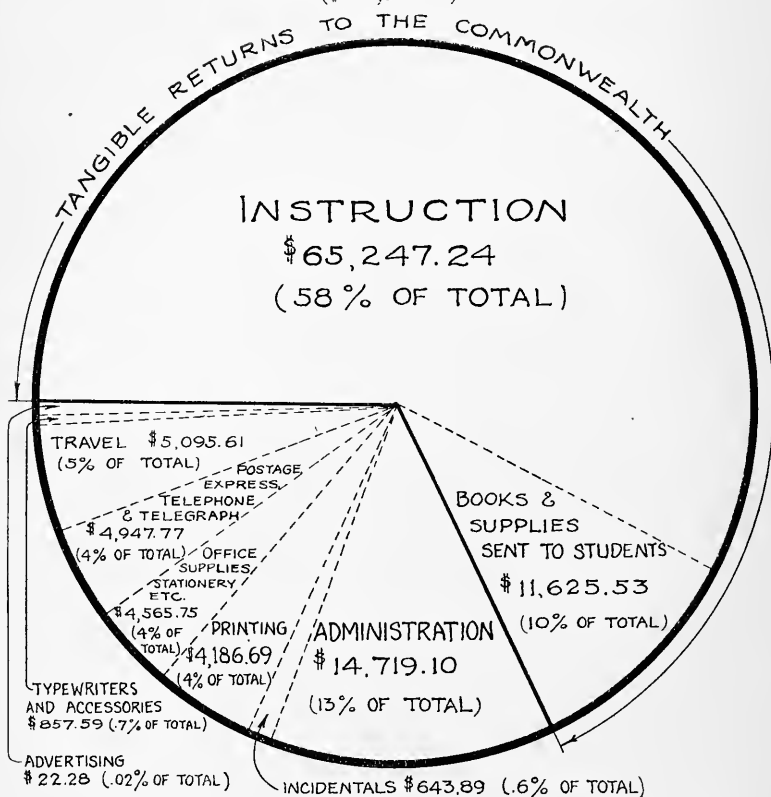 TANGIBLE RETURNS TO THE COMMONWEALTH
INSTRUCTION
$65,247.24
(58% OF TOTAL)
TRAVEL $5,095.61
(5% OF TOTAL)
POSTAGE
EXPRESS,
TELEPHONE
& TELEGRAPH
$4,947.77
(4% OF TOTAL)
OFFICE
SUPPLIES,
STATIONERY
ETC.
$4,565.75
(4% OF
TOTAL)
PRINTING
$4,186.69
(4% OF TOTAL)
ADMINISTRATION
$14,719.10
(13% OF TOTAL)
BOOKS &
SUPPLIES
SENT TO STUDENTS
$11,625.53
(10% OF TOTAL)
TYPEWRITERS
AND ACCESSORIES
$857.59 (.7% OF TOTAL)
ADVERTISING
$22.28 (.02% OF TOTAL)
INCIDENTALS $643.89 (.6% OF TOTAL)